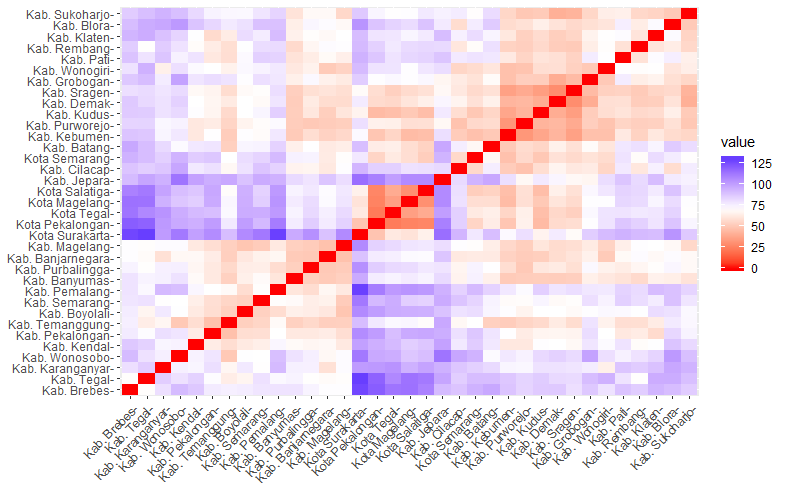 Kab. Sukoharjo
Kab. Blora
Kab. Klaten
Kab. Rembang
Kab. Pati
Kab. Wonogiri
Kab. Grobogan
Kab. Sragen
Kab. Demak
Kab. Kudus
Kab. Purworejo
Kab. Kebumen
Kab. Batang
Kota Semarang
Kab. Cilacap
Kab. Jepara
Kota Salatiga
Kota Magelang
Kota Tegal
Kota Pekalongan
Kota Surakarta
Kab. Magelang
Kab. Banjarnegara
Kab. Purbalingga
Kab. Banyumas
Kab. Pemalang
Kab. Semarang
Kab. Boyolali
Kab. Temanggung
Kab. Pekalongan
Kab. Kendal
Kab. Wonosobo
Kab. Karanganyar
Kab. Tegal
Kab. Brebes
Kab. Brebes
Kab. Tegal
Kab. Karanganyar
Kab. Wonosobo
Kab. Kendal
Kab. Pekalongan
Kab. Temanggung
Kab. Boyolali
Kab. Semarang
Kab. Pemalang
Kab. Banyumas
Kab. Purbalingga
Kab. Banjarnegara
Kab. Magelang
Kota Surakarta
Kota Pekalongan
Kota Tegal
Kota Magelang
Kota Salatiga
Kab. Jepara
Kab. Cilacap
Kota Semarang
Kab. Batang
Kab. Kebumen
Kab. Purworejo
Kab. Kudus
Kab. Demak
Kab. Sragen
Kab. Grobogan
Kab. Wonogiri
Kab. Pati
Kab. Rembang
Kab. Klaten
Kab. Blora
Kab. Sukoharjo
value
125
100
75
50
25
0